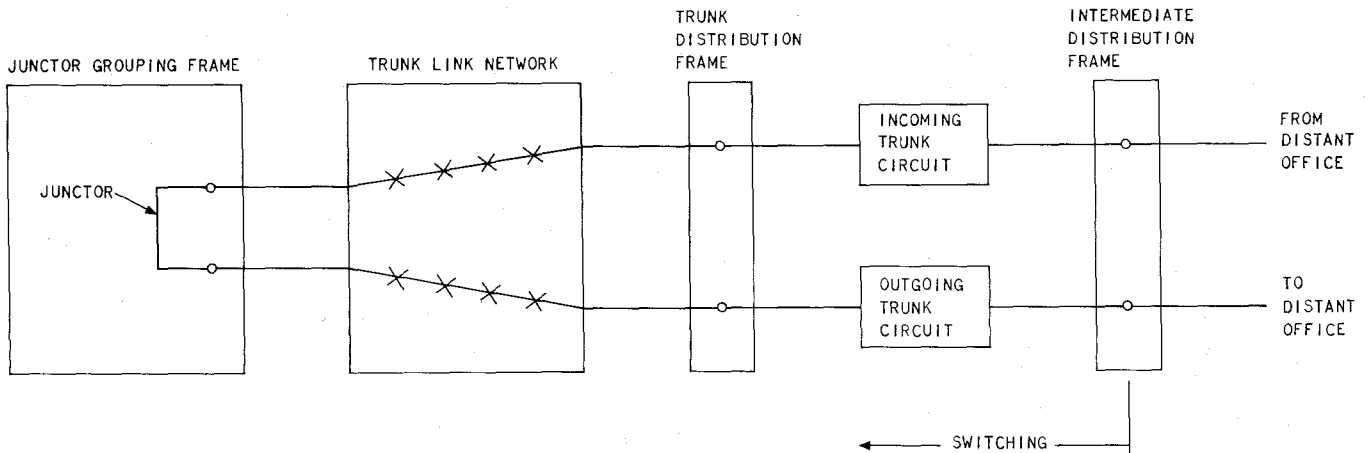 JUNCTOR GROUPING FRAME
TRUNK LINK NETWORK
TRUNK
DISTRIBUTION
FRAME
INTERMEDIATE
DISTRIBUTION
FRAME
JUNCTOR
INCOMING
TRUNK
CIRCUIT
FROM
DISTANT
OFFICE
OUTGOING
TRUNK
CIRCUIT
TO
DISTANT
OFFICE
SWITCHING